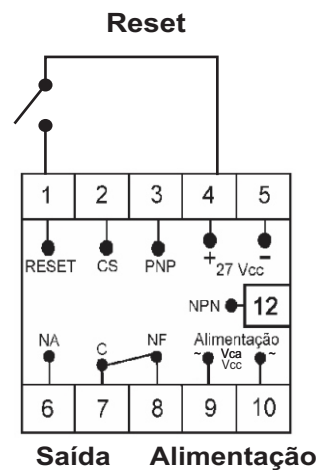 Reset
1 2 3 4 5
RESET CS PNP + 27 Vcc −
NPN 12
NA C NF Alimentação
~ Vca ~
Vcc
6 7 8 9 10
Saída Alimentação